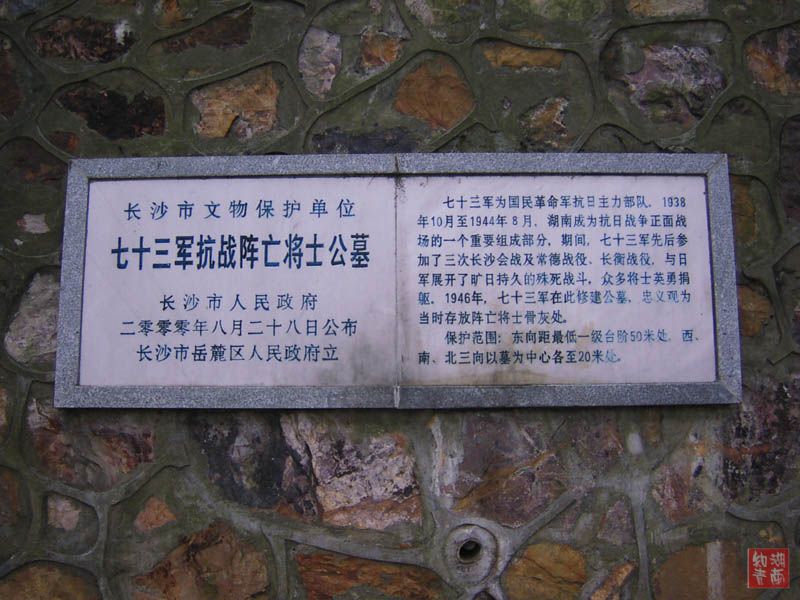 长沙市文物保护单位
七十三军抗战阵亡将士公墓
长沙市人民政府
二零零零年八月二十八日公布
长沙市岳麓区人民政府立
七十三军为国民革命军抗日主力部队，1938
年10月至1944年8月，湖南成为抗日战争正面战
场的一个重要组成部分，期间，七十三军先后参
加了三次长沙会战及常德战役、长衡战役，与日
军展开了旷日持久的殊死战斗，众多将士英勇捐
躯，1946年，七十三军在此修建公墓，忠义观为
当时存放阵亡将士骨灰处。
保护范围：东向距最低一级台阶50米处，西、
南、北三向以墓为中心各至20米处。
湖南
知青